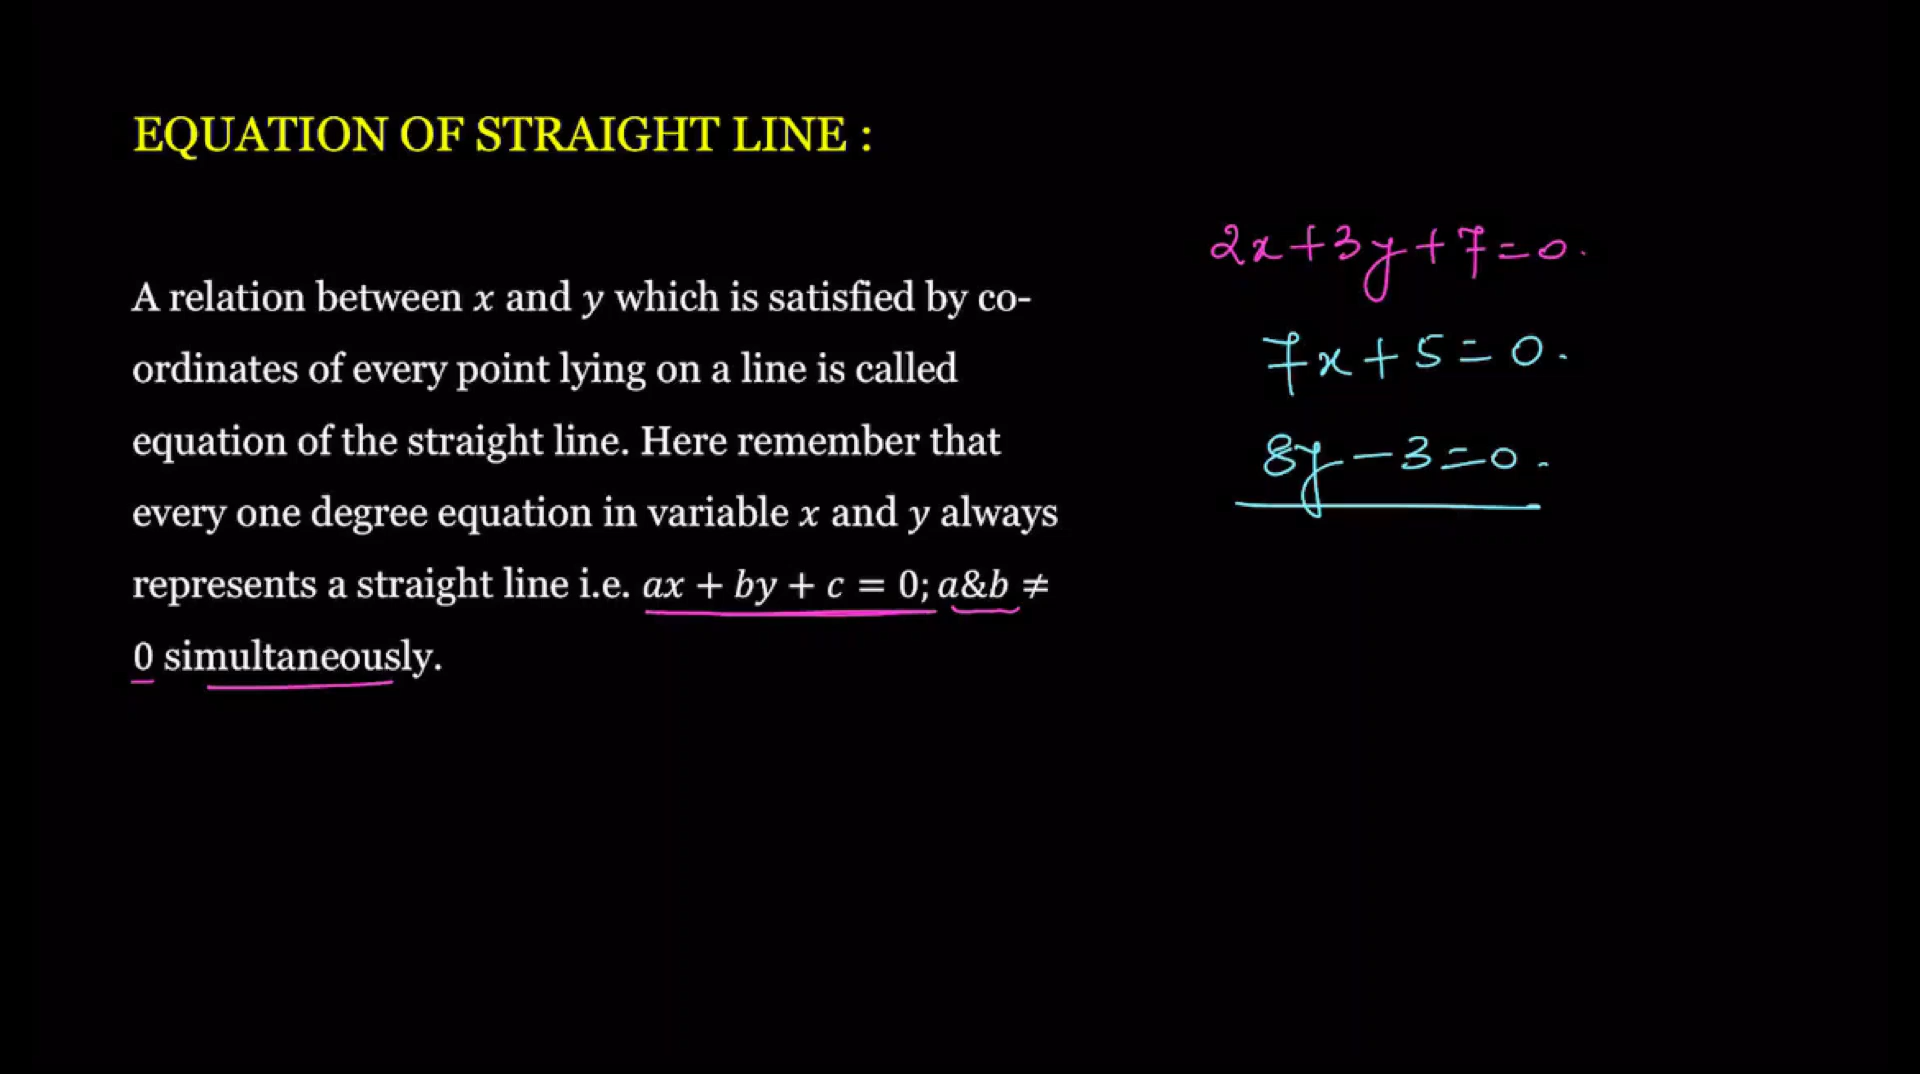 EQUATION OF STRAIGHT LINE :
A relation between x and y which is satisfied by co-
ordinates of every point lying on a line is called
equation of the straight line. Here remember that
every one degree equation in variable x and y always
represents a straight line i.e. ax + by + c = 0; a&b ≠
0 simultaneously.
2x+3y+7=0.
7x+5=0.
8y-3=0.